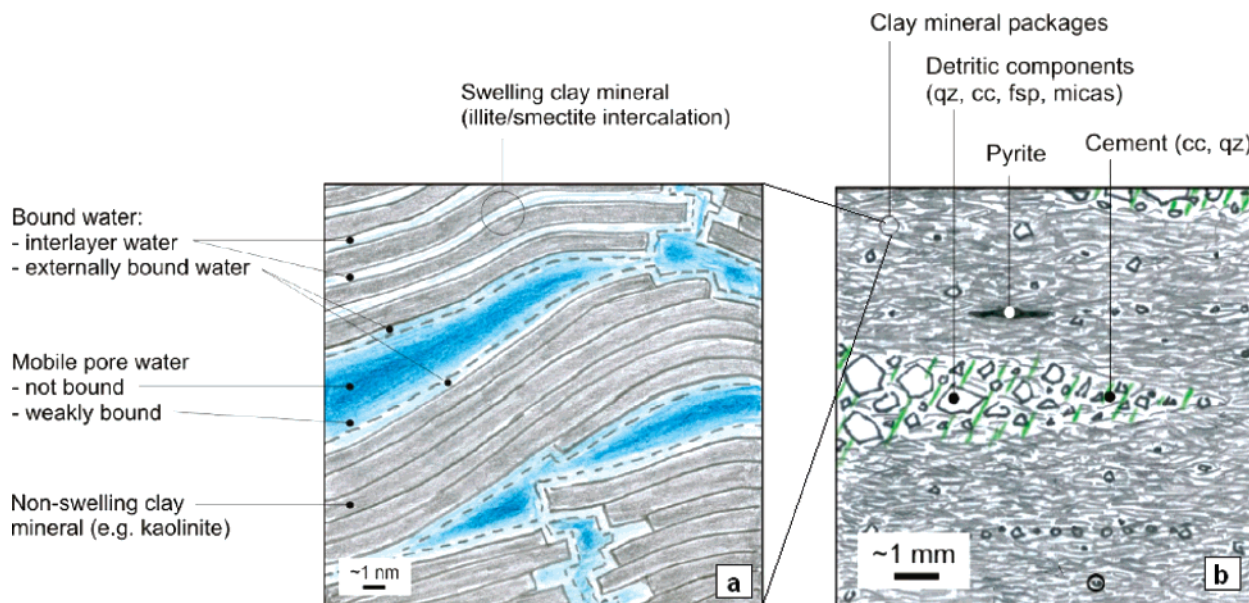 Clay mineral packages
Detritic components
(qz, cc, fsp, micas)
Swelling clay mineral
(illite/smectite intercalation)
Pyrite
Cement (cc, qz)
Bound water:
- interlayer water
- externally bound water
Mobile pore water
- not bound
- weakly bound
Non-swelling clay
mineral (e.g. kaolinite)
~1 nm
a
~1 mm
b